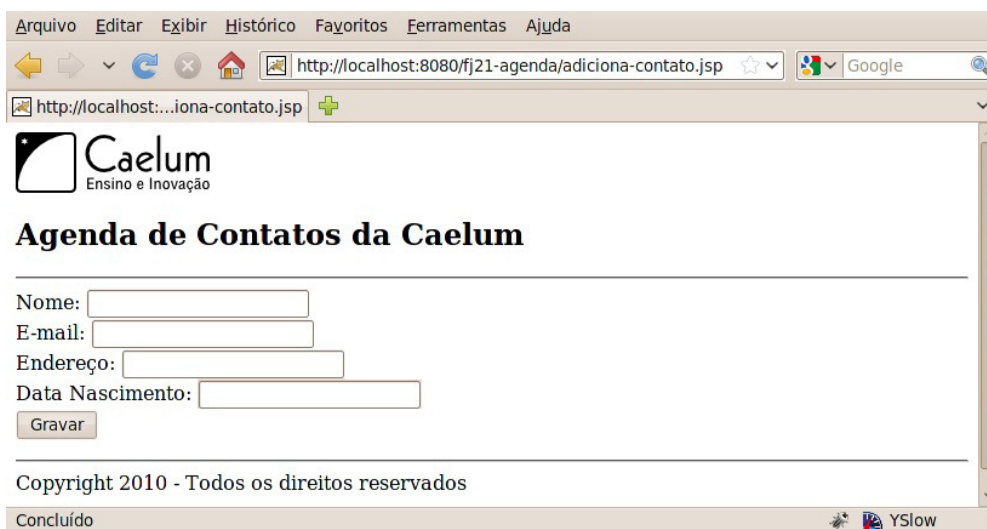 Arquivo Editar Exibir Histórico Favoritos Ferramentas Ajuda
http://localhost:8080/fj21-agenda/adiciona-contato.jsp Google
http://localhost:...iona-contato.jsp
Caelum
Ensino e Inovação
Agenda de Contatos da Caelum
Nome:
E-mail:
Endereço:
Data Nascimento:
Gravar
Copyright 2010 - Todos os direitos reservados
Concluído YSlow